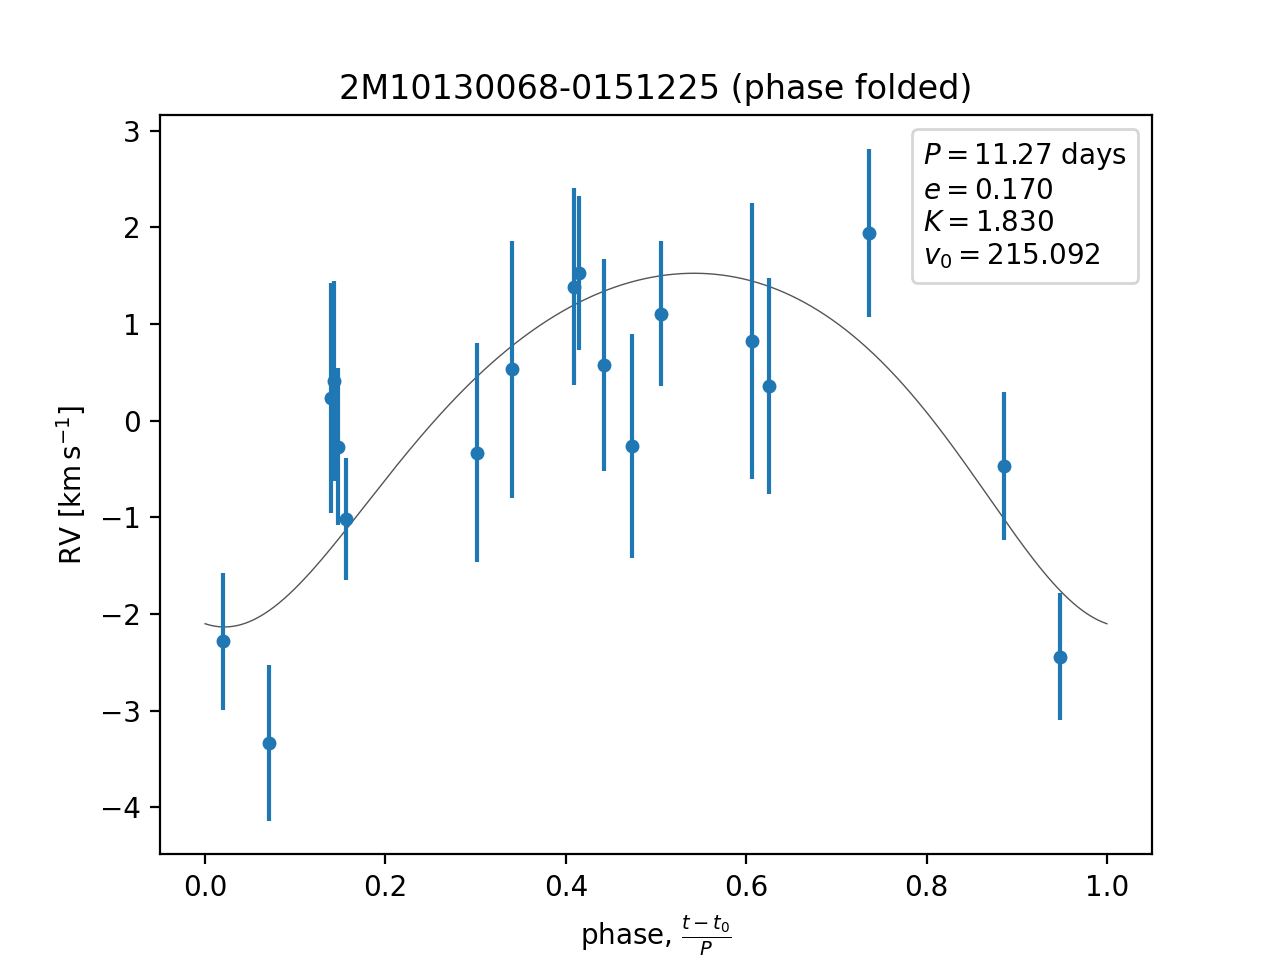 2M10130068-0151225 (phase folded)
P = 11.27 days
e = 0.170
K = 1.830
v₀ = 215.092
RV [km s⁻¹]
3
2
1
0
−1
−2
−3
−4
0.0 0.2 0.4 0.6 0.8 1.0
phase, (t − t₀)/P